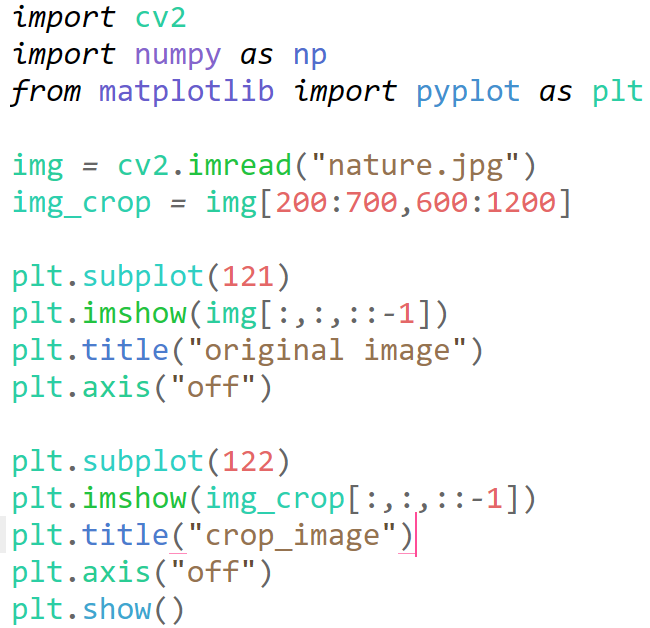 import cv2
import numpy as np
from matplotlib import pyplot as plt
img = cv2.imread("nature.jpg")
img_crop = img[200:700,600:1200]
plt.subplot(121)
plt.imshow(img[:,:,::-1])
plt.title("original image")
plt.axis("off")
plt.subplot(122)
plt.imshow(img_crop[:,:,::-1])
plt.title("crop_image")
plt.axis("off")
plt.show()